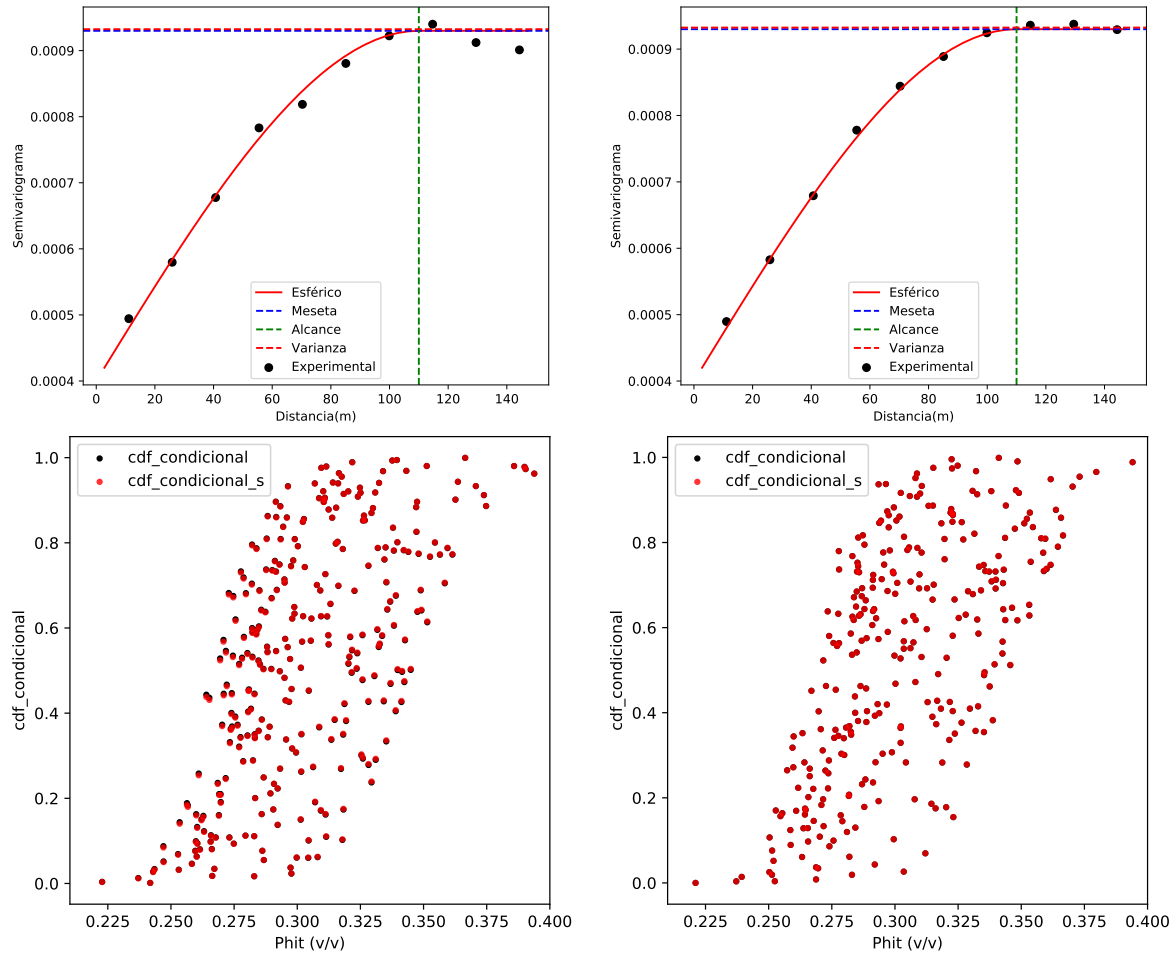 Semivariograma
0.0009
0.0008
0.0007
0.0006
0.0005
0.0004
Esférico
Meseta
Alcance
Varianza
Experimental
0 20 40 60 80 100 120 140
Distancia(m)
Semivariograma
0.0009
0.0008
0.0007
0.0006
0.0005
0.0004
Esférico
Meseta
Alcance
Varianza
Experimental
0 20 40 60 80 100 120 140
Distancia(m)
cdf_condicional
1.0
0.8
0.6
0.4
0.2
0.0
cdf_condicional
cdf_condicional_s
0.225 0.250 0.275 0.300 0.325 0.350 0.375 0.400
Phit (v/v)
cdf_condicional
1.0
0.8
0.6
0.4
0.2
0.0
cdf_condicional
cdf_condicional_s
0.225 0.250 0.275 0.300 0.325 0.350 0.375 0.400
Phit (v/v)